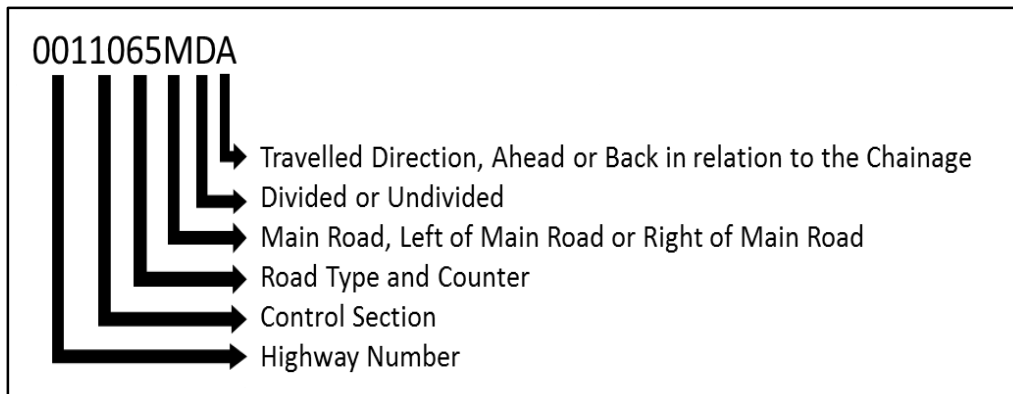 0011065MDA
Travelled Direction, Ahead or Back in relation to the Chainage
Divided or Undivided
Main Road, Left of Main Road or Right of Main Road
Road Type and Counter
Control Section
Highway Number